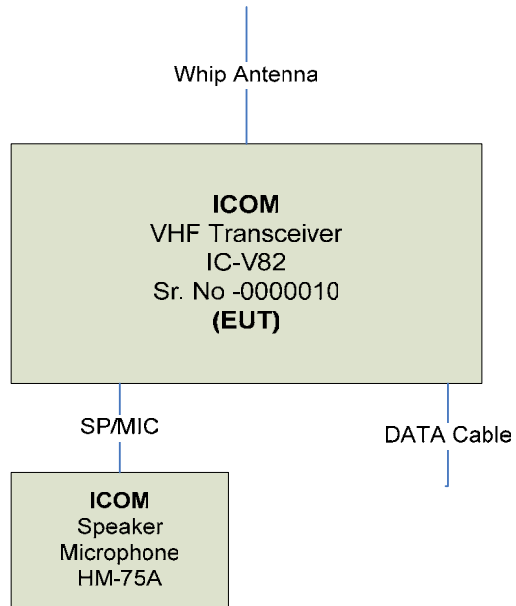 Whip Antenna
ICOM
VHF Transceiver
IC-V82
Sr. No -0000010
(EUT)
SP/MIC
DATA Cable
ICOM
Speaker
Microphone
HM-75A